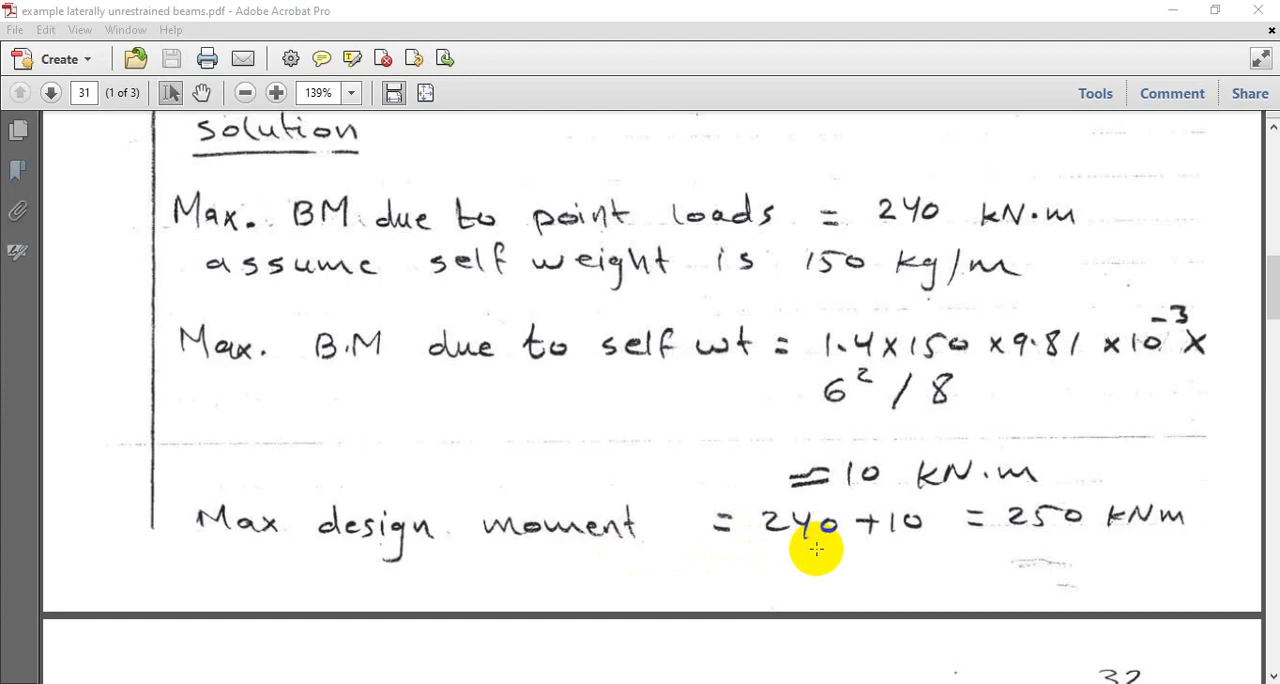 example laterally unrestrained beams.pdf - Adobe Acrobat Pro
File Edit View Window Help
Create
31 (1 of 3) 139% Tools Comment Share
solution
Max. BM due to point loads = 240 kN.m
assume self weight is 150 kg/m
Max. B.M due to self wt = 1.4×150×9.81×10⁻³×
6²/8
= 10 kN.m
Max design moment = 240 + 10 = 250 kNm
32